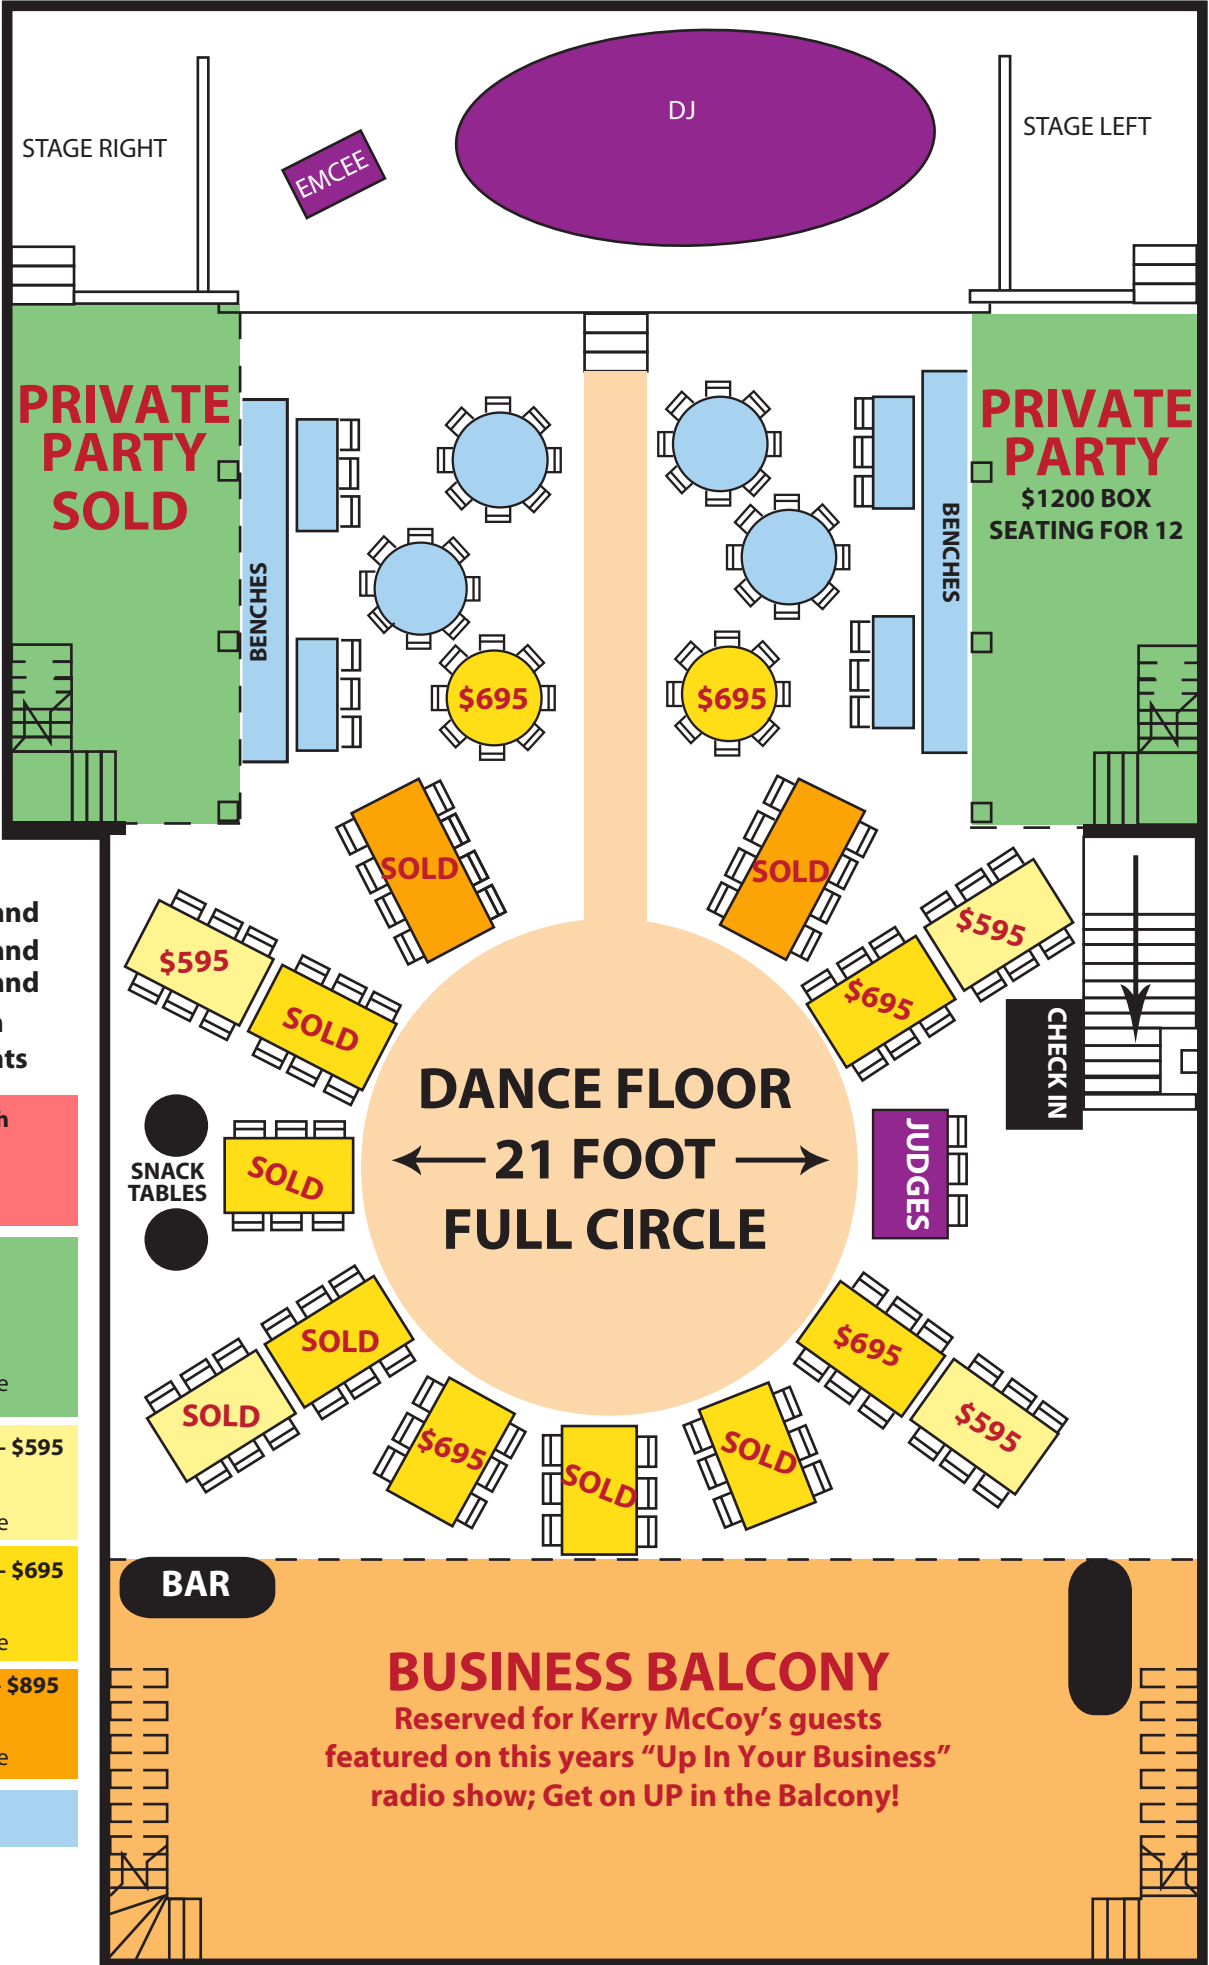 DJ
STAGE RIGHT
EMCEE
STAGE LEFT
PRIVATE
PARTY
SOLD
PRIVATE
PARTY
$1200 BOX
SEATING FOR 12
BENCHES
BENCHES
$695
$695
SOLD
SOLD
$595
SOLD
$595
$695
CHECK IN
DANCE FLOOR
21 FOOT
FULL CIRCLE
JUDGES
SNACK
TABLES
SOLD
SOLD
SOLD
$695
SOLD
SOLD
$695
$595
- $595
- $695
$895
BAR
BUSINESS BALCONY
Reserved for Kerry McCoy’s guests
featured on this years “Up In Your Business”
radio show; Get on UP in the Balcony!